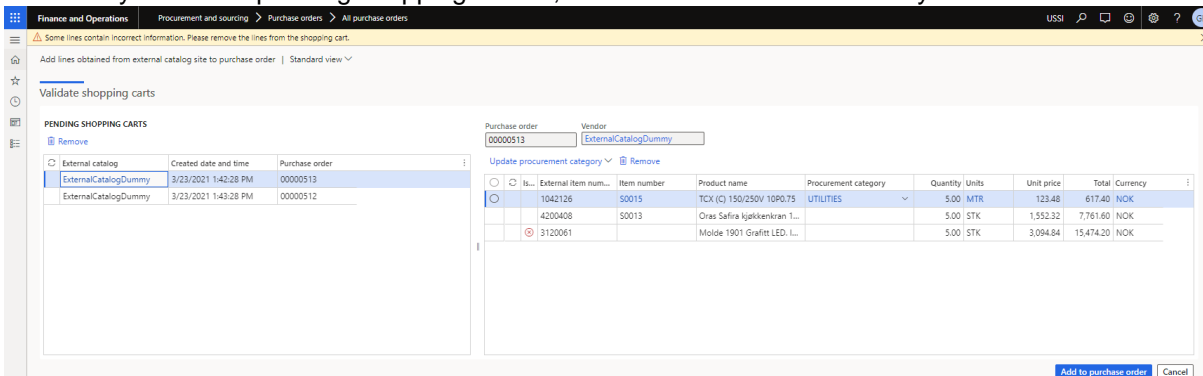 Finance and Operations Procurement and sourcing > Purchase orders > All purchase orders USSI ? G
Some lines contain incorrect information. Please remove the lines from the shopping cart.
Add lines obtained from external catalog site to purchase order | Standard view
Validate shopping carts
PENDING SHOPPING CARTS
Remove
External catalog Created date and time Purchase order
ExternalCatalogDummy 3/23/2021 1:42:28 PM 00000513
ExternalCatalogDummy 3/23/2021 1:43:28 PM 00000512
Purchase order Vendor
00000513 ExternalCatalogDummy
Update procurement category Remove
Is... External item num... Item number Product name Procurement category Quantity Units Unit price Total Currency
1042126 S0015 TCX (C) 150/250V 10P0.75 UTILITIES 5.00 MTR 123.48 617.40 NOK
4200408 S0013 Oras Safira kjøkkenkran 1... 5.00 STK 1,552.32 7,761.60 NOK
3120061 Molde 1901 Grafitt LED. I... 5.00 STK 3,094.84 15,474.20 NOK
Add to purchase order Cancel